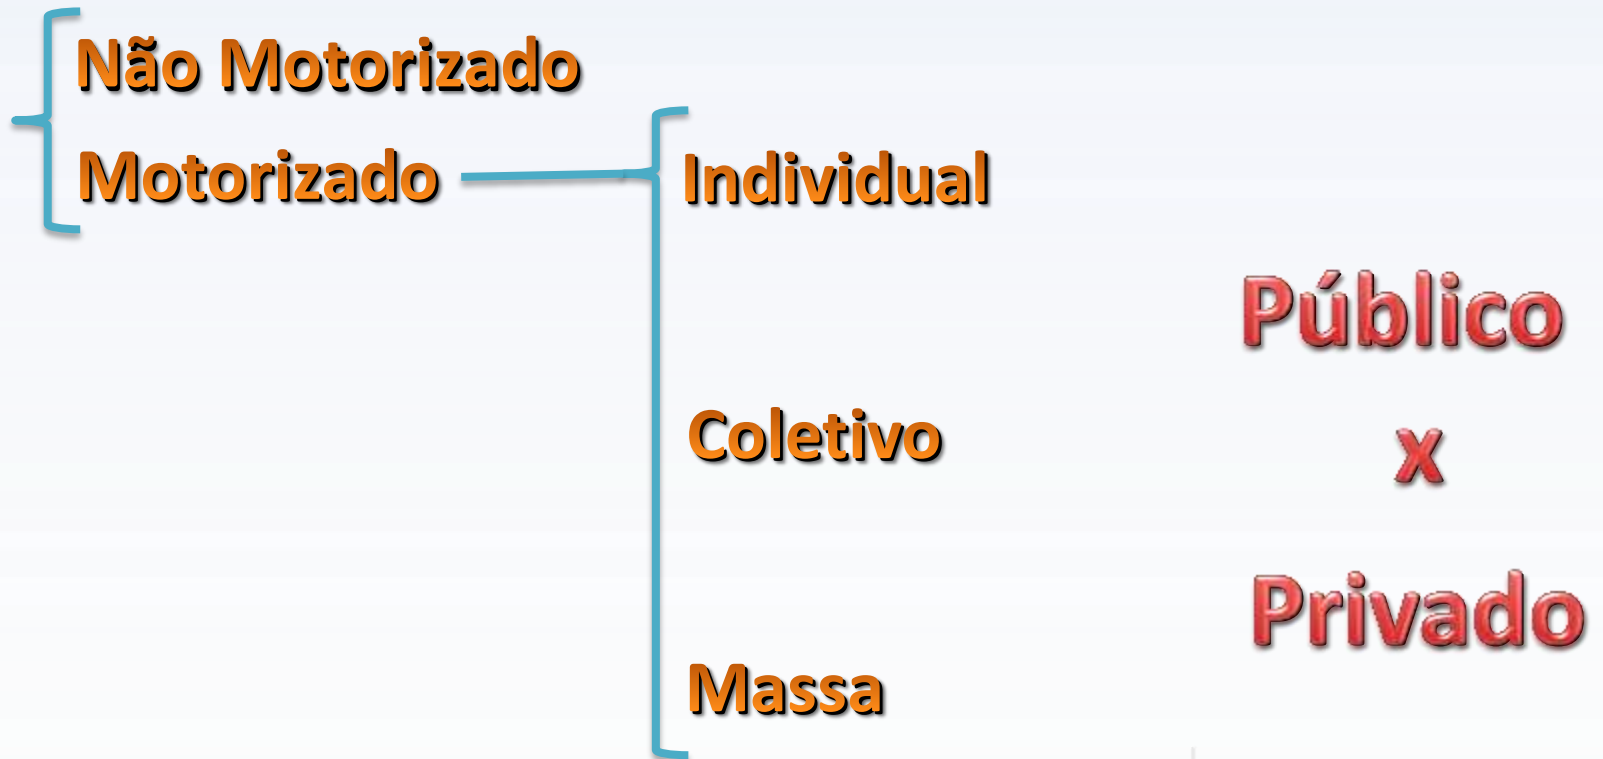 Não Motorizado
Motorizado
Individual
Coletivo
Massa
Público
x
Privado